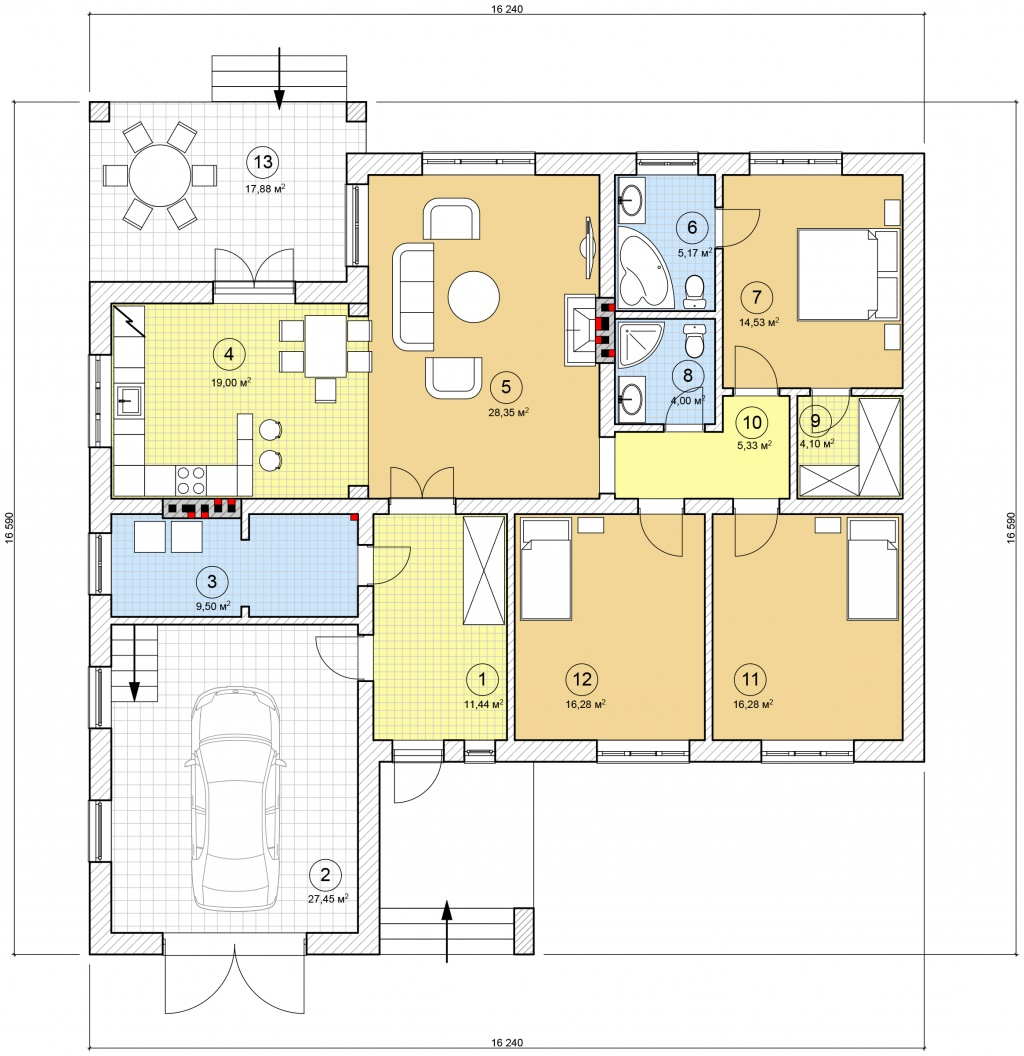 16 240
13
17,88 м²
6
5,17 м²
7
14,53 м²
4
19,00 м²
8
4,00 м²
5
28,35 м²
10
5,33 м²
9
4,10 м²
16 590
16 590
3
9,50 м²
1
11,44 м²
12
16,28 м²
11
16,28 м²
2
27,45 м²
16 240